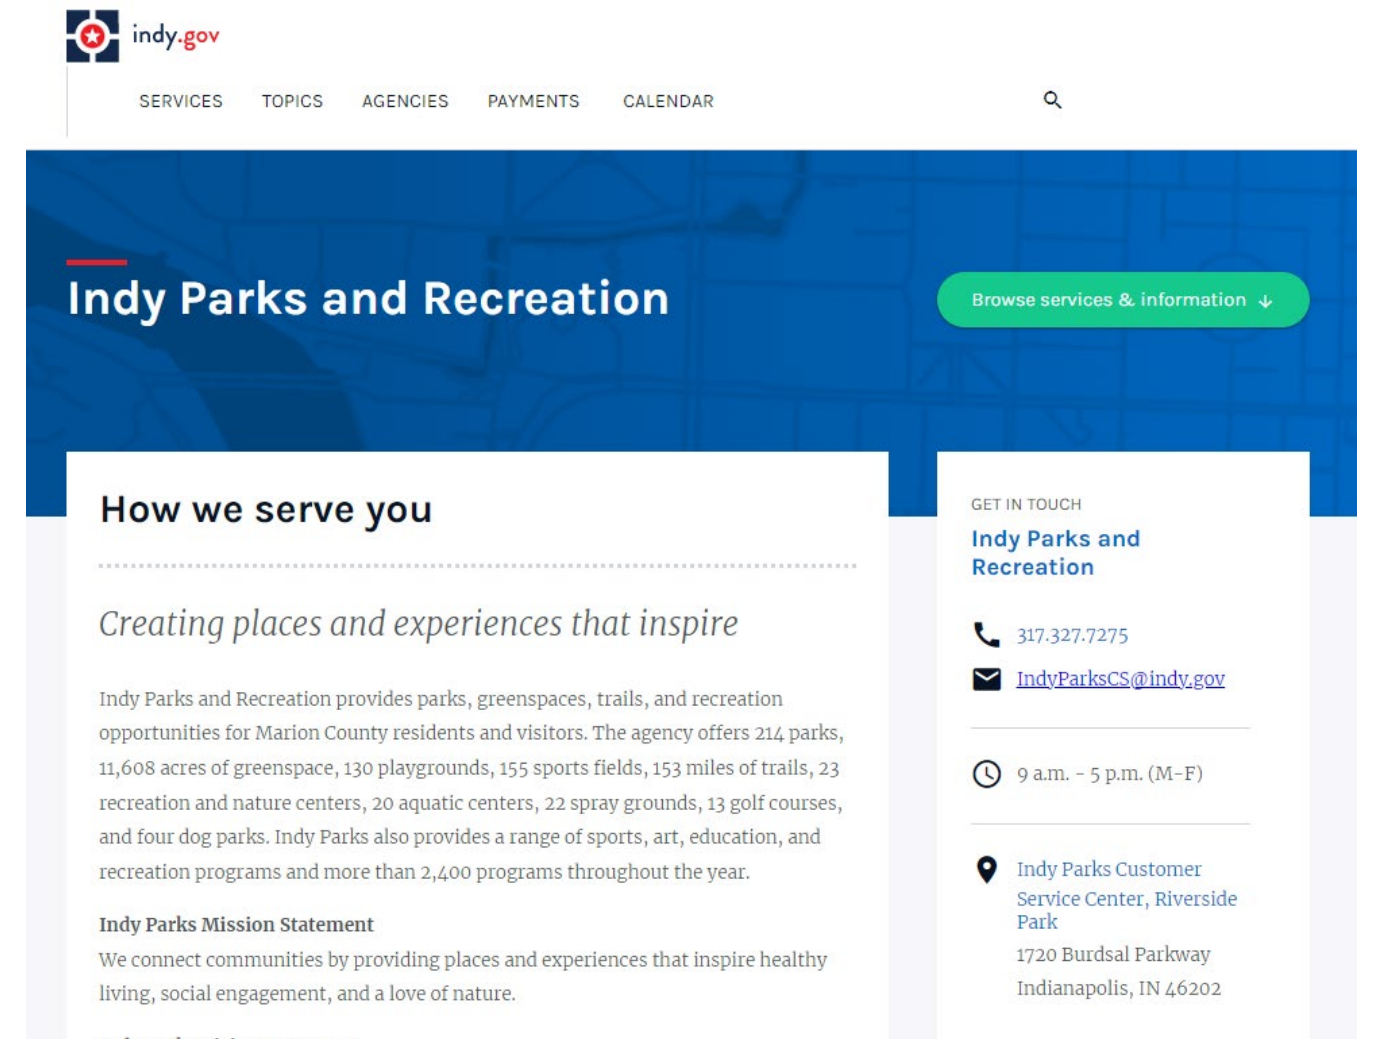 indy.gov
SERVICES TOPICS AGENCIES PAYMENTS CALENDAR
Indy Parks and Recreation
Browse services & information ↓
How we serve you
Creating places and experiences that inspire
Indy Parks and Recreation provides parks, greenspaces, trails, and recreation
opportunities for Marion County residents and visitors. The agency offers 214 parks,
11,608 acres of greenspace, 130 playgrounds, 155 sports fields, 153 miles of trails, 23
recreation and nature centers, 20 aquatic centers, 22 spray grounds, 13 golf courses,
and four dog parks. Indy Parks also provides a range of sports, art, education, and
recreation programs and more than 2,400 programs throughout the year.
Indy Parks Mission Statement
We connect communities by providing places and experiences that inspire healthy
living, social engagement, and a love of nature.
GET IN TOUCH
Indy Parks and
Recreation
317.327.7275
IndyParksCS@indy.gov
9 a.m. - 5 p.m. (M-F)
Indy Parks Customer
Service Center, Riverside
Park
1720 Burdsal Parkway
Indianapolis, IN 46202